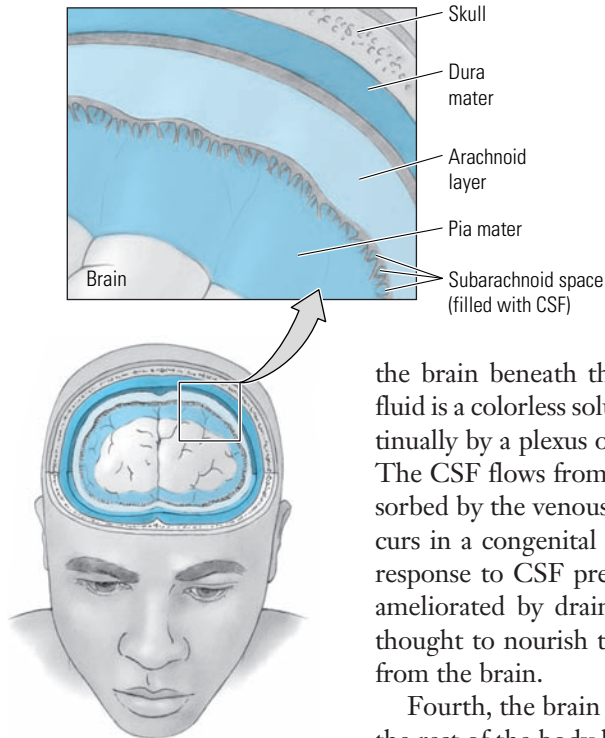 Skull
Dura
mater
Arachnoid
layer
Pia mater
Subarachnoid space
(filled with CSF)
Brain
the brain beneath th
fluid is a colorless solu
tinually by a plexus o
The CSF flows from
sorbed by the venous
curs in a congenital
response to CSF pre
ameliorated by drain
thought to nourish t
from the brain.
Fourth, the brain